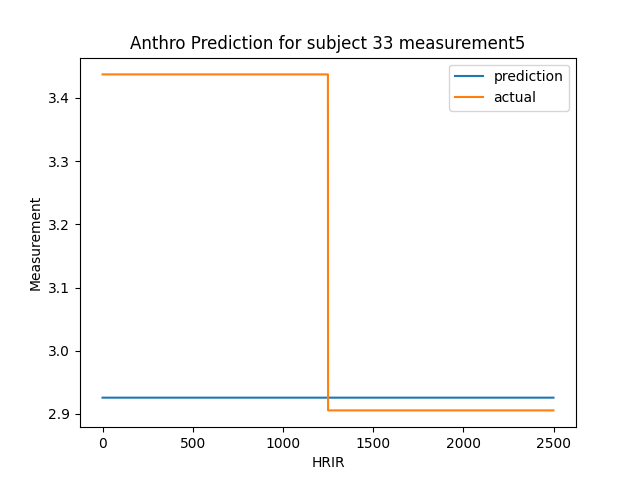 Anthro Prediction for subject 33 measurement5
prediction
actual
Measurement
3.4
3.3
3.2
3.1
3.0
2.9
0 500 1000 1500 2000 2500
HRIR